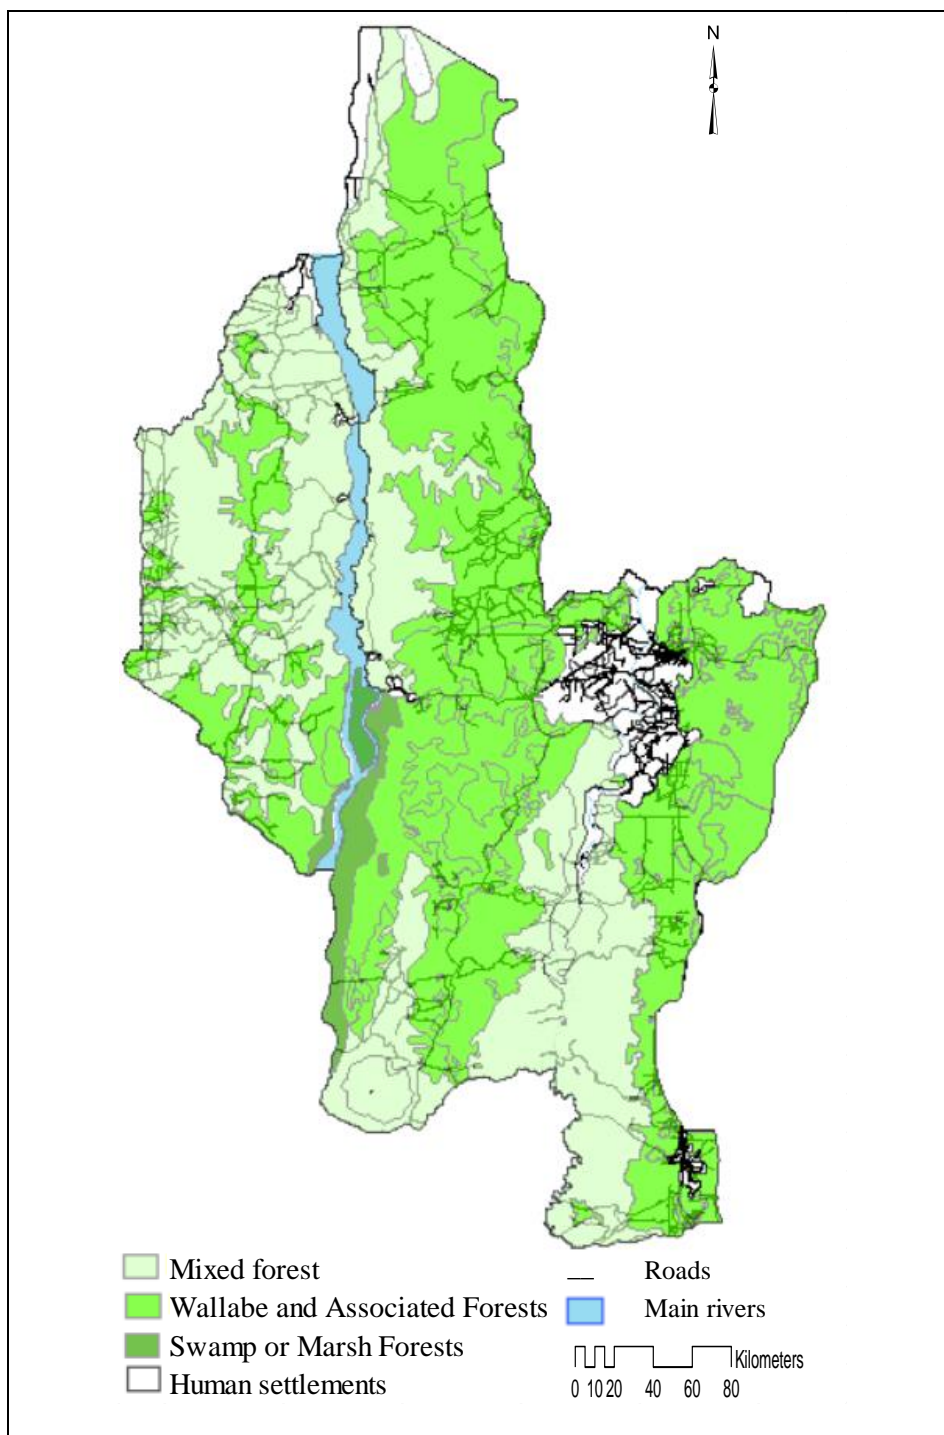 N
Mixed forest
Wallabe and Associated Forests
Swamp or Marsh Forests
Human settlements
Roads
Main rivers
Kilometers
0 10 20 40 60 80